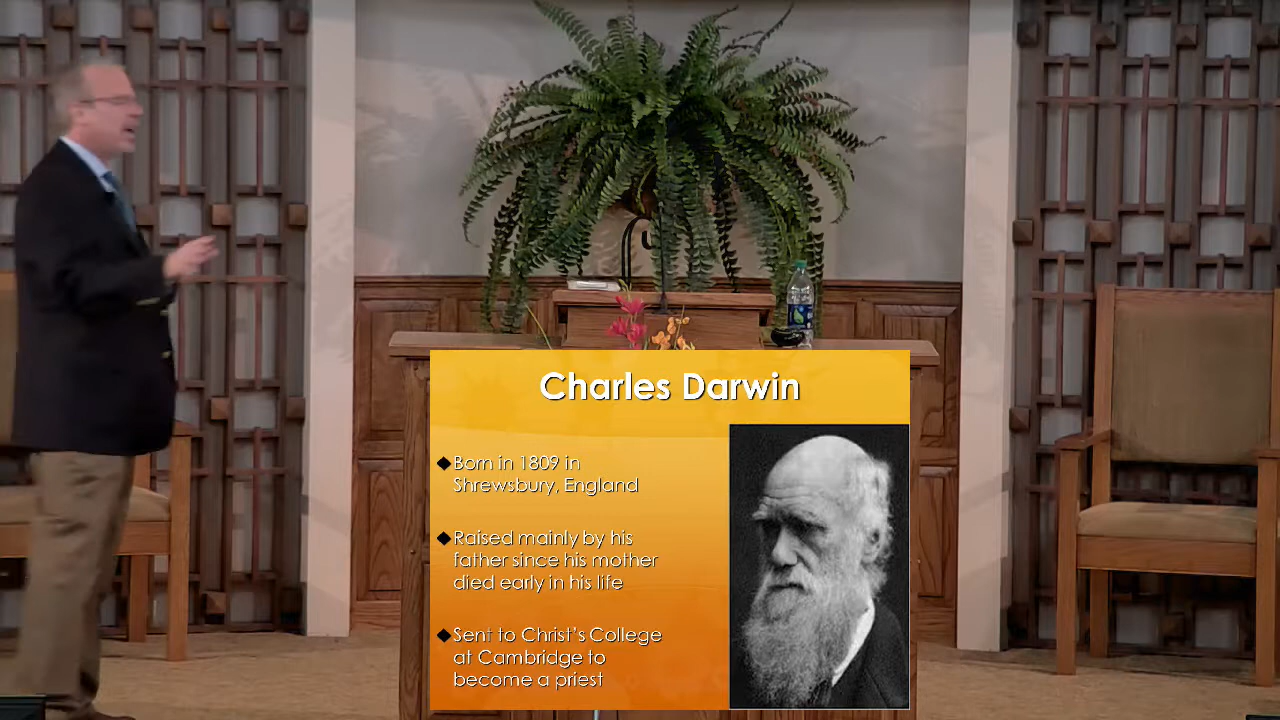 Charles Darwin
◆Born in 1809 in
Shrewsbury, England
◆Raised mainly by his
father since his mother
died early in his life
◆Sent to Christ's College
at Cambridge to
become a priest